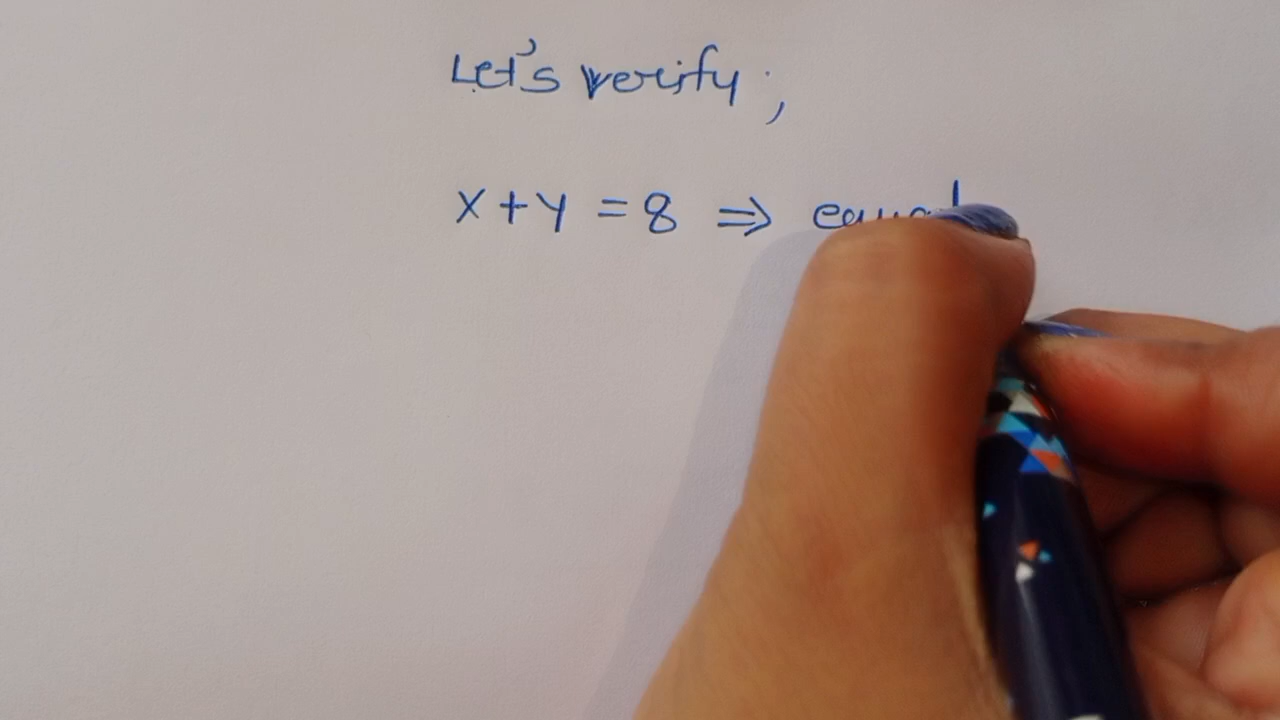 Let's verify;
x + y = 8 ⇒